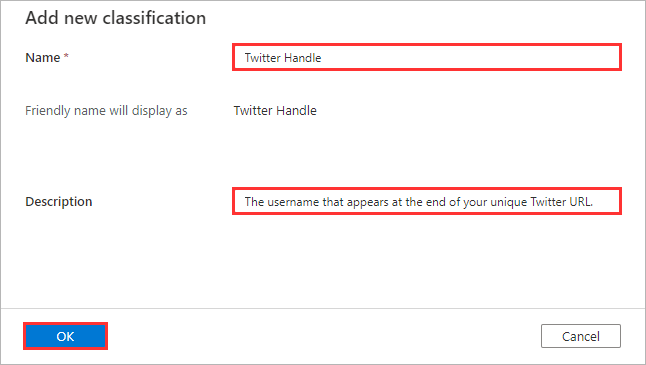 Add new classification
Name * Twitter Handle
Friendly name will display as Twitter Handle
Description The username that appears at the end of your unique Twitter URL.
OK Cancel